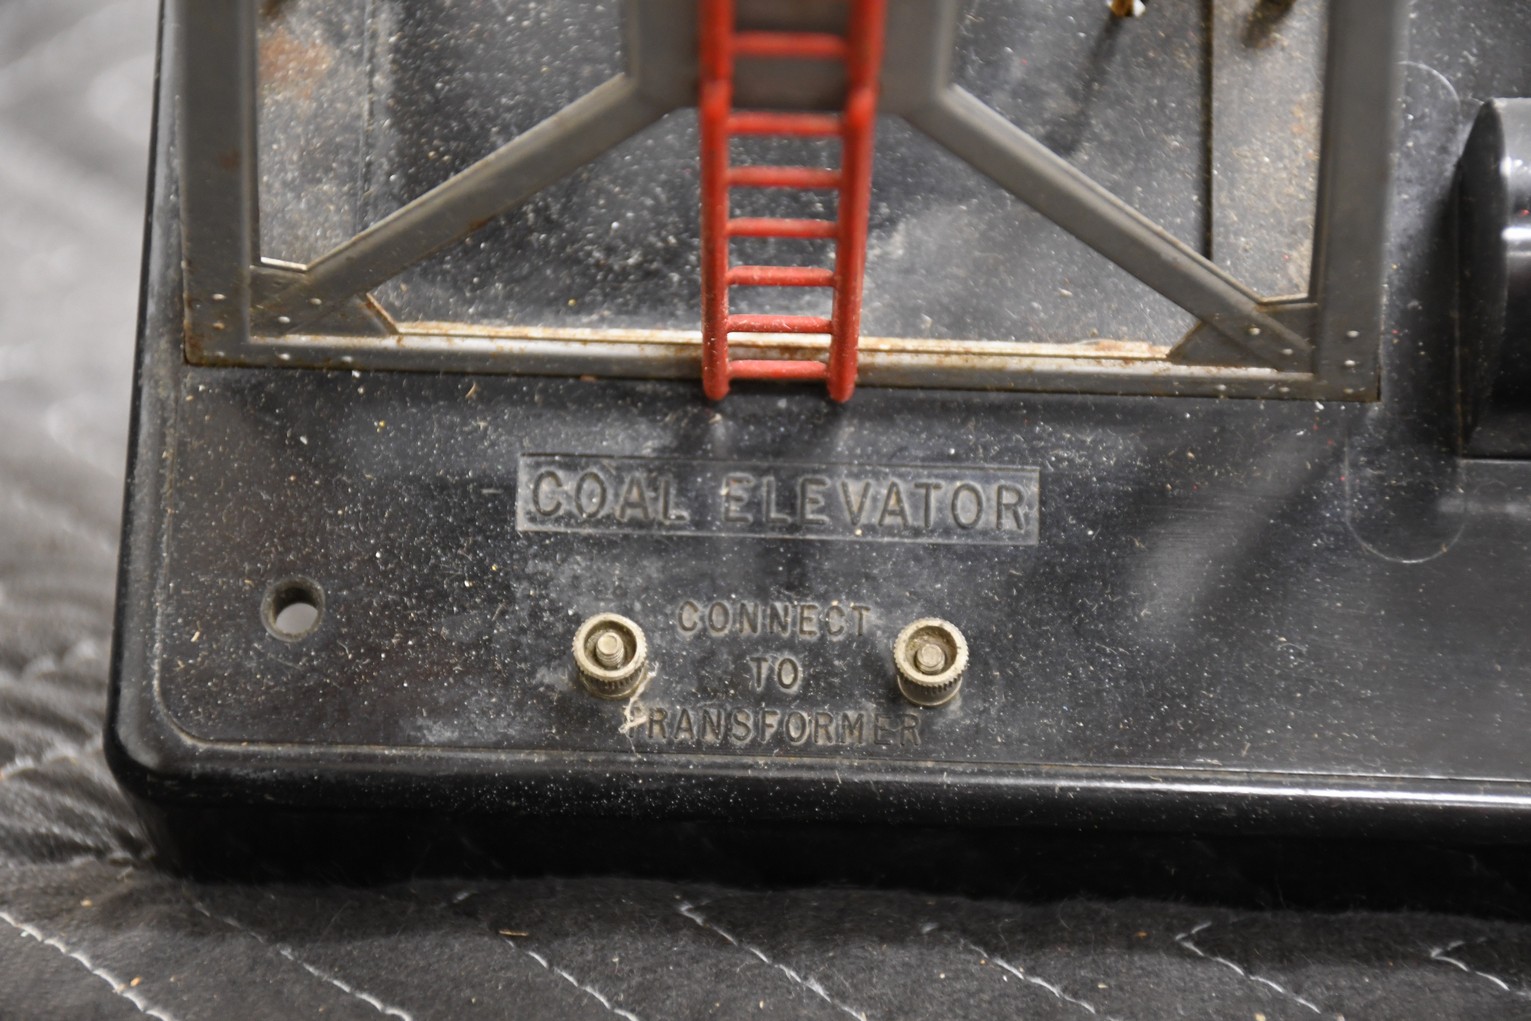 COAL ELEVATOR
CONNECT
TO
TRANSFORMER